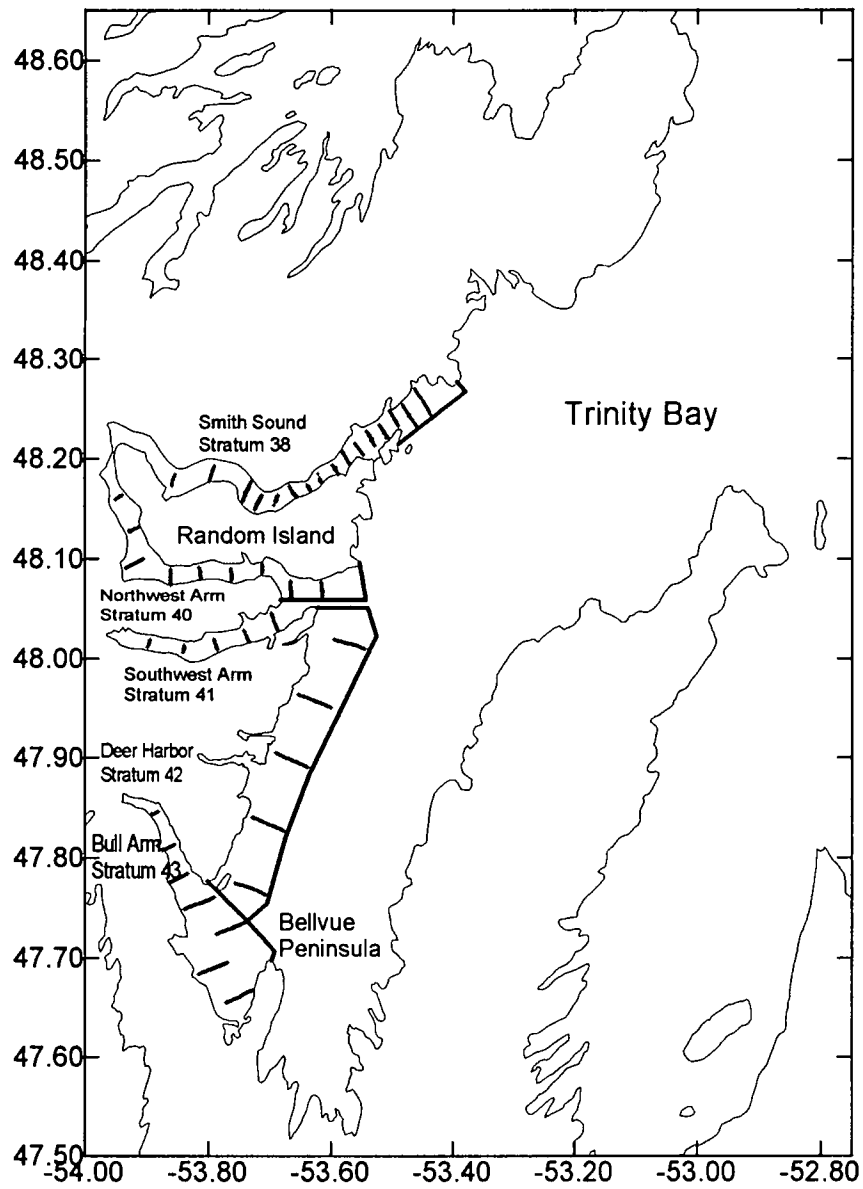 48.60
48.50
48.40
48.30
Trinity Bay
Smith Sound
Stratum 38
48.20
Random Island
48.10
Northwest Arm
Stratum 40
48.00
Southwest Arm
Stratum 41
47.90
Deer Harbor
Stratum 42
Bull Arm
Stratum 43
47.80
Bellvue
Peninsula
47.70
47.60
47.50
-54.00 -53.80 -53.60 -53.40 -53.20 -53.00 -52.80